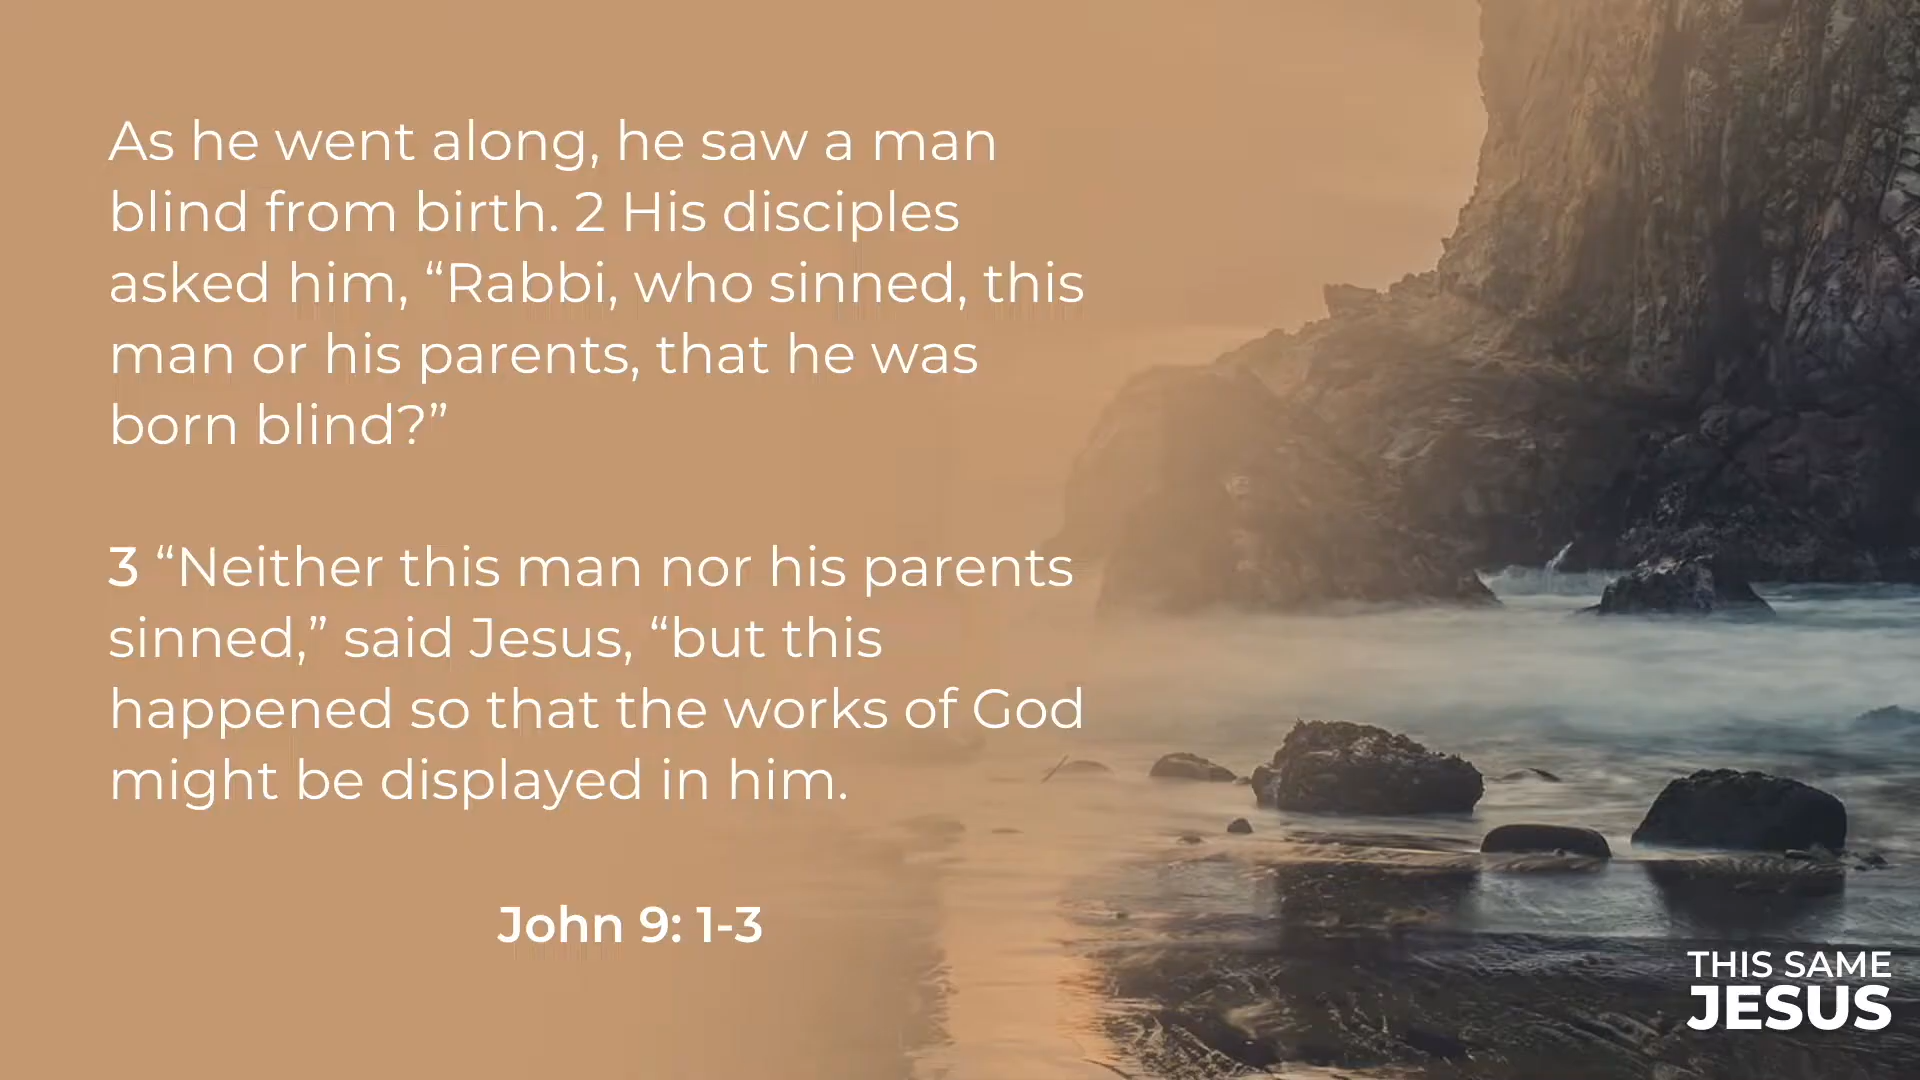 As he went along, he saw a man
blind from birth. 2 His disciples
asked him, “Rabbi, who sinned, this
man or his parents, that he was
born blind?”
3 “Neither this man nor his parents
sinned,” said Jesus, “but this
happened so that the works of God
might be displayed in him.
John 9: 1-3
THIS SAME
JESUS